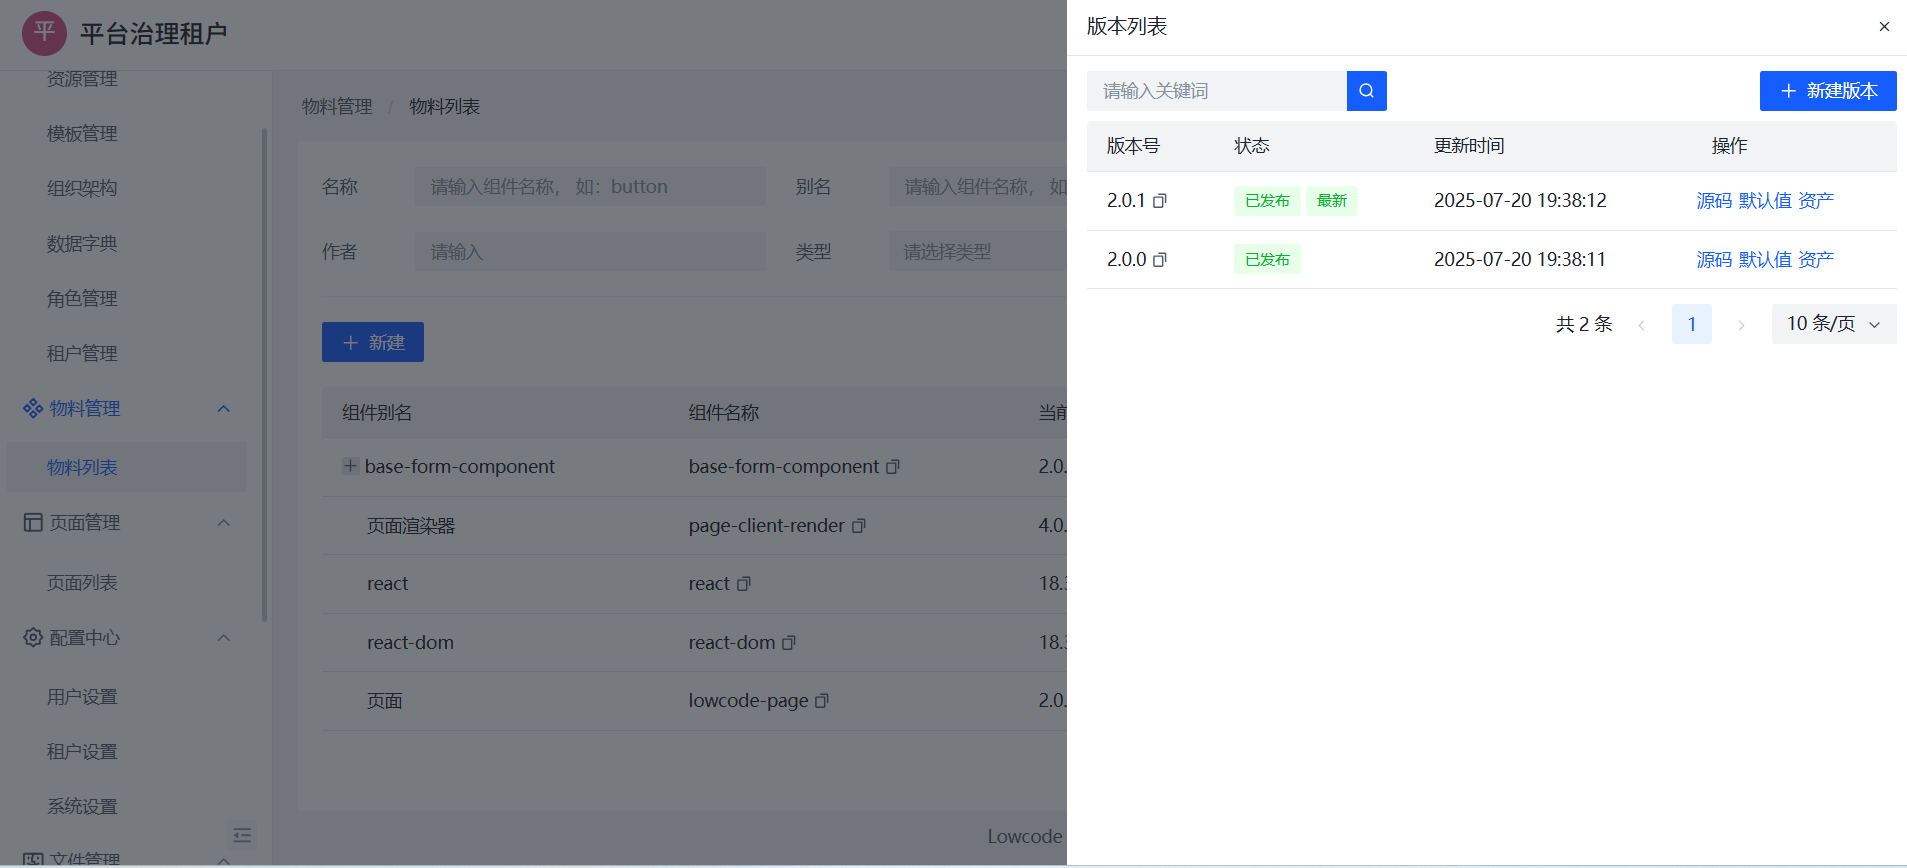 平 平台治理租户
资源管理
模板管理
组织架构
数据字典
角色管理
租户管理
物料管理
物料列表
页面管理
页面列表
配置中心
用户设置
租户设置
系统设置
文件管理
物料管理 / 物料列表
名称 请输入组件名称， 如：button 别名 请输入组件名称， 如
作者 请输入 类型 请选择类型
新建
组件别名 组件名称 当前
base-form-component base-form-component 2.0.
页面渲染器 page-client-render 4.0.
react react 18.3
react-dom react-dom 18.3
页面 lowcode-page 2.0.
Lowcode
版本列表
请输入关键词 新建版本
版本号 状态 更新时间 操作
2.0.1 已发布 最新 2025-07-20 19:38:12 源码 默认值 资产
2.0.0 已发布 2025-07-20 19:38:11 源码 默认值 资产
共 2 条 1 10 条/页